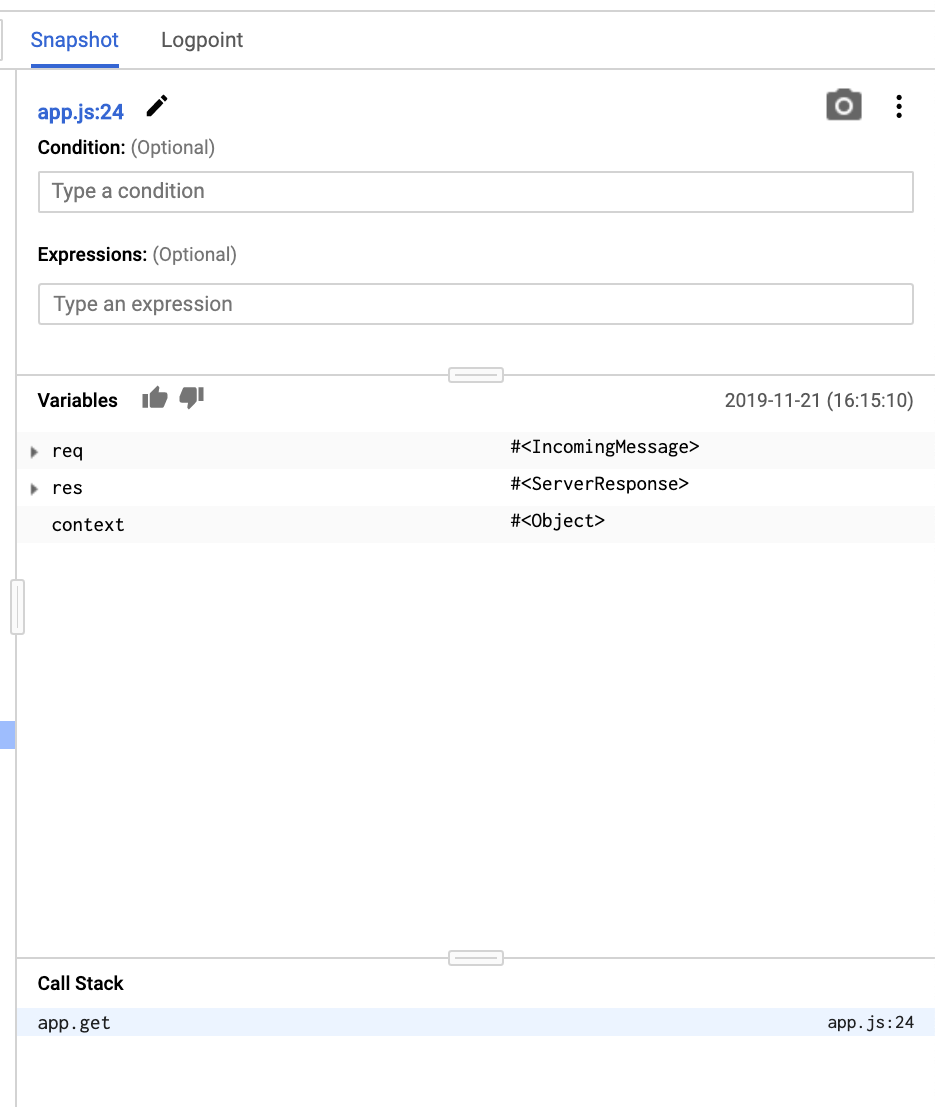 Snapshot Logpoint
app.js:24
Condition: (Optional)
Type a condition
Expressions: (Optional)
Type an expression
Variables 2019-11-21 (16:15:10)
req #<IncomingMessage>
res #<ServerResponse>
context #<Object>
Call Stack
app.get app.js:24